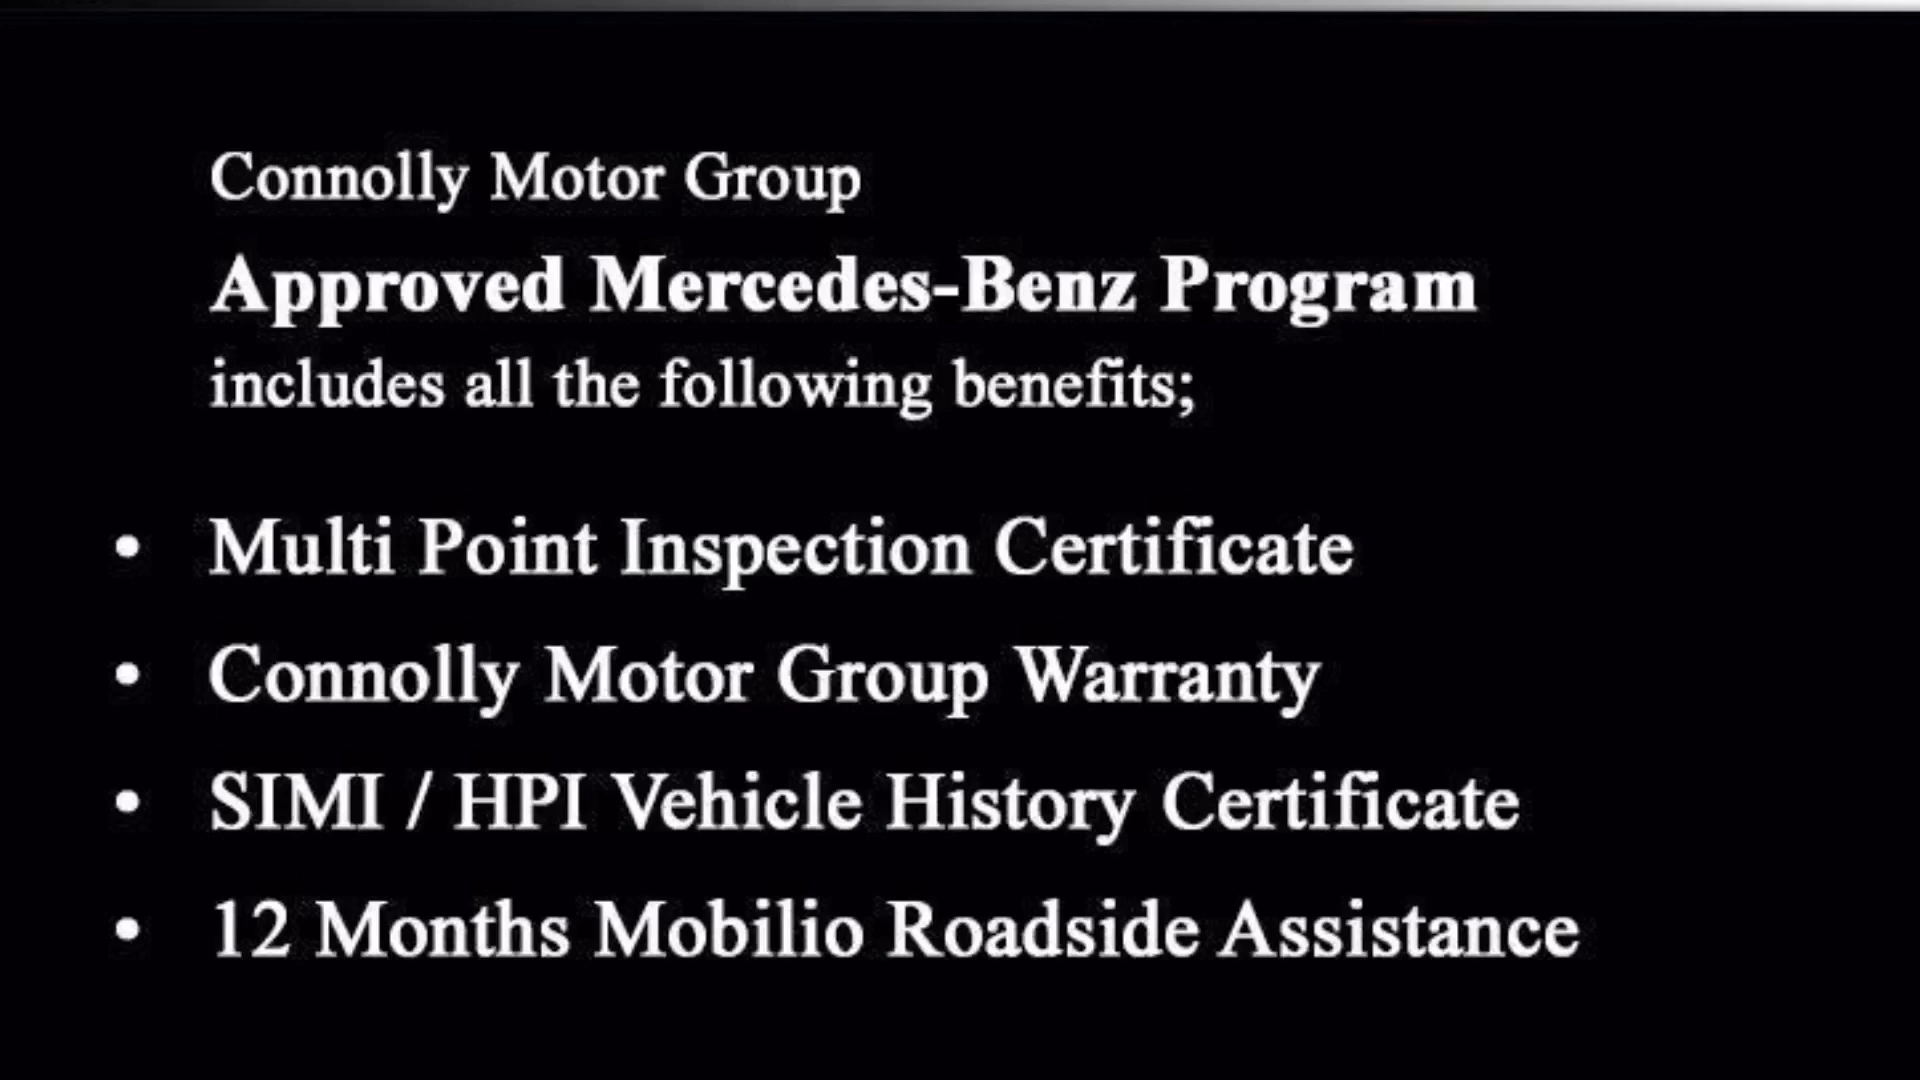 Connolly Motor Group
Approved Mercedes-Benz Program
includes all the following benefits;
• Multi Point Inspection Certificate
• Connolly Motor Group Warranty
• SIMI / HPI Vehicle History Certificate
• 12 Months Mobilio Roadside Assistance